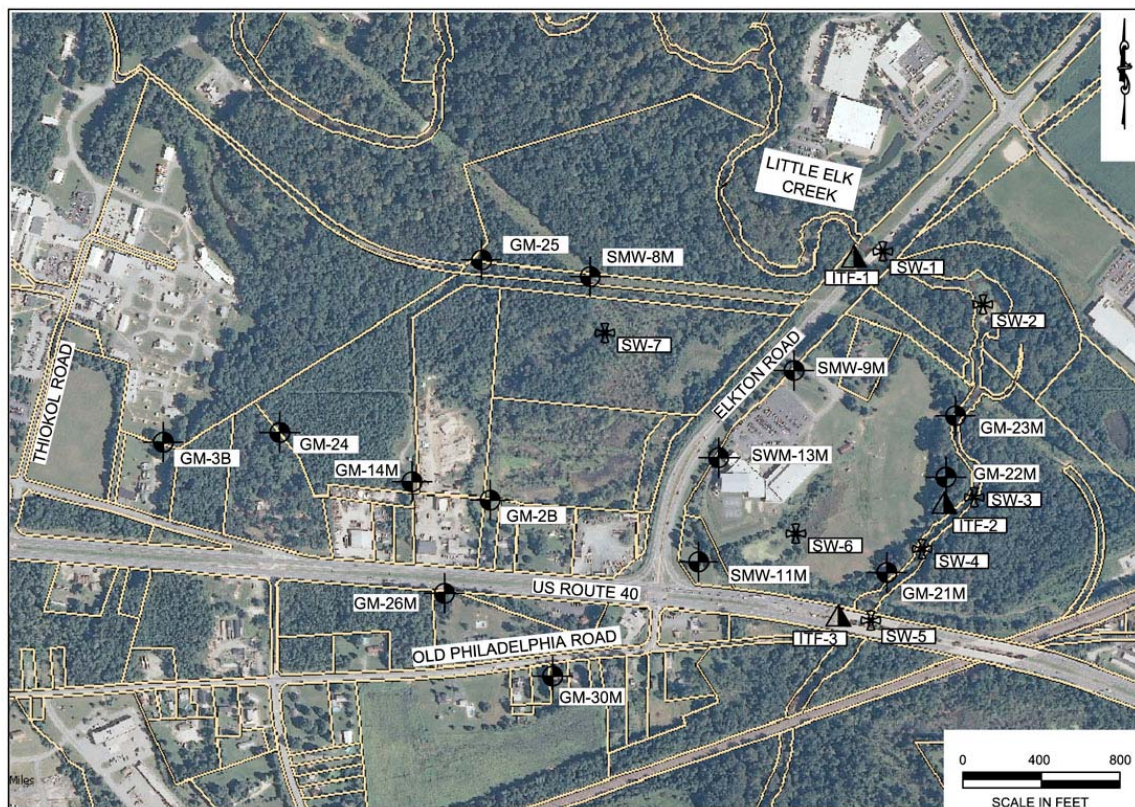 LITTLE ELK
CREEK
GM-25
SMW-8M
ITF-1
SW-1
SW-2
SW-7
ELKTON ROAD
SMW-9M
THIOKOL ROAD
GM-3B
GM-24
GM-14M
GM-2B
SWM-13M
GM-23M
GM-22M
SW-3
ITF-2
SW-6
SW-4
SMW-11M
GM-21M
US ROUTE 40
GM-26M
ITF-3
SW-5
OLD PHILADELPHIA ROAD
GM-30M
Miles
0 400 800
SCALE IN FEET